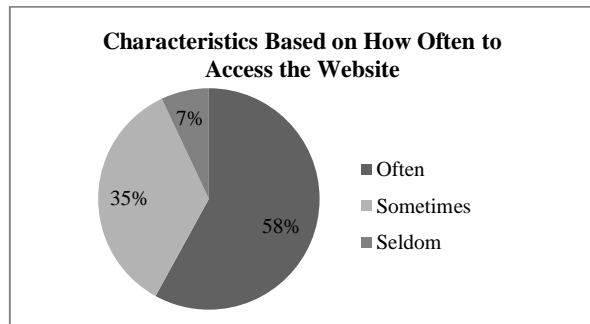 Characteristics Based on How Often to
Access the Website
7%
35%
58%
Often
Sometimes
Seldom